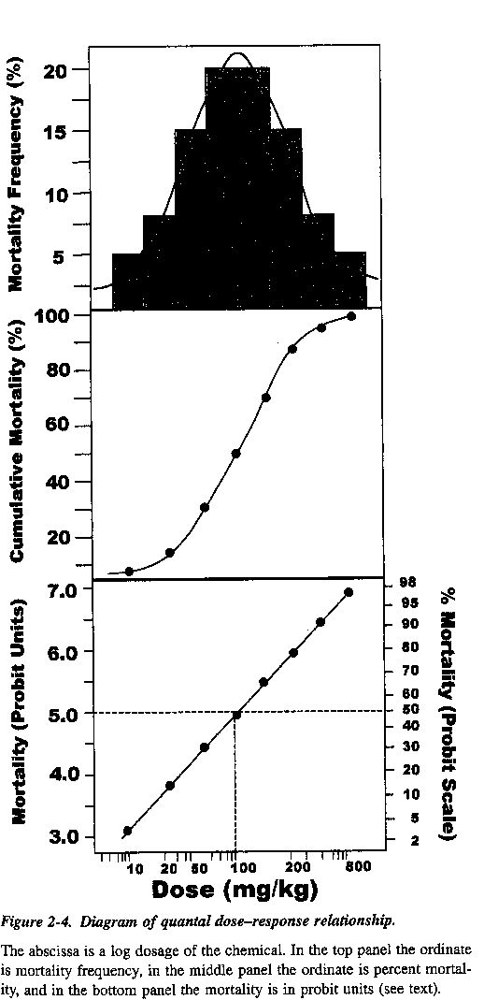 Mortality Frequency (%)
20
15
10
5
Cumulative Mortality (%)
100
80
60
40
20
Mortality (Probit Units)
7.0
6.0
5.0
4.0
3.0
98
95
90
80
70
60
50
40
30
20
10
5
2
% Mortality (Probit Scale)
10 20 50 100 200 800
Dose (mg/kg)
Figure 2-4. Diagram of quantal dose–response relationship.
The abscissa is a log dosage of the chemical. In the top panel the ordinate
is mortality frequency, in the middle panel the ordinate is percent mortal-
ity, and in the bottom panel the mortality is in probit units (see text).